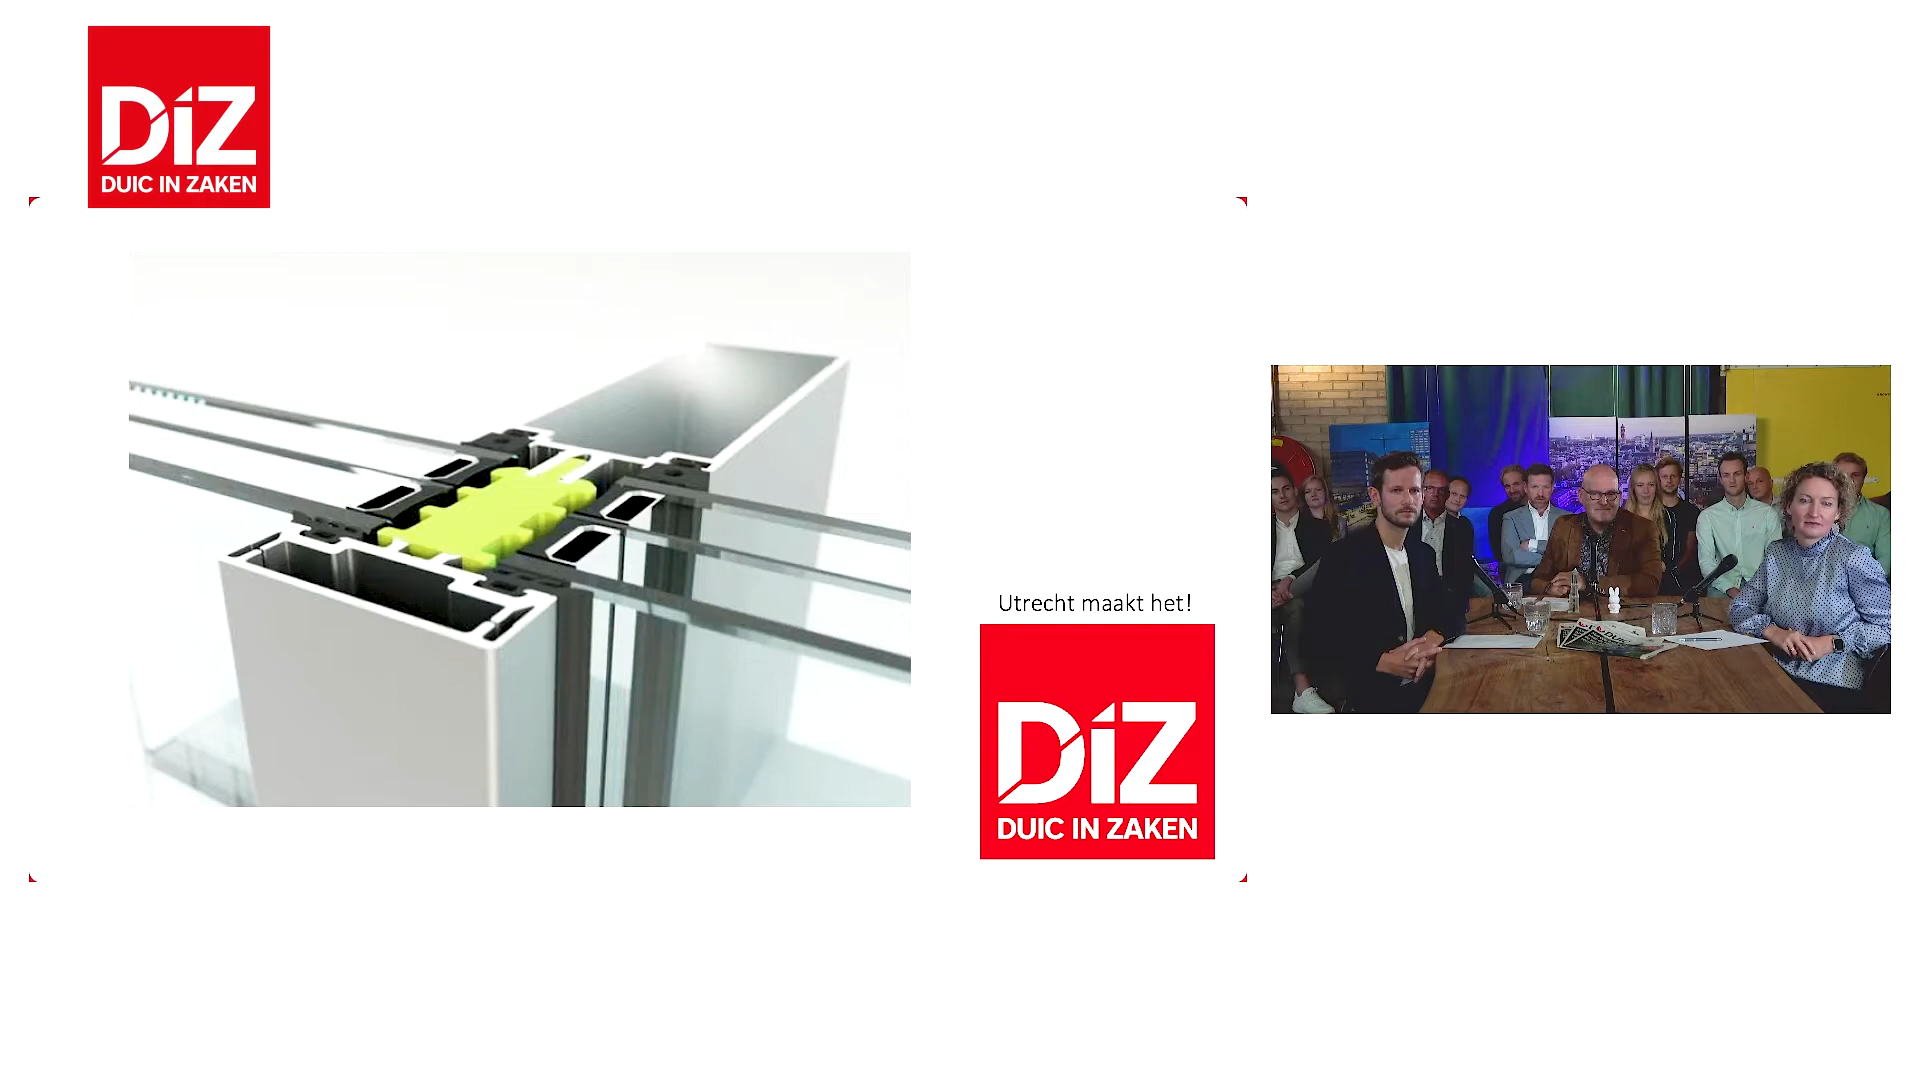 DiZ
DUIC IN ZAKEN
Utrecht maakt het!
DiZ
DUIC IN ZAKEN